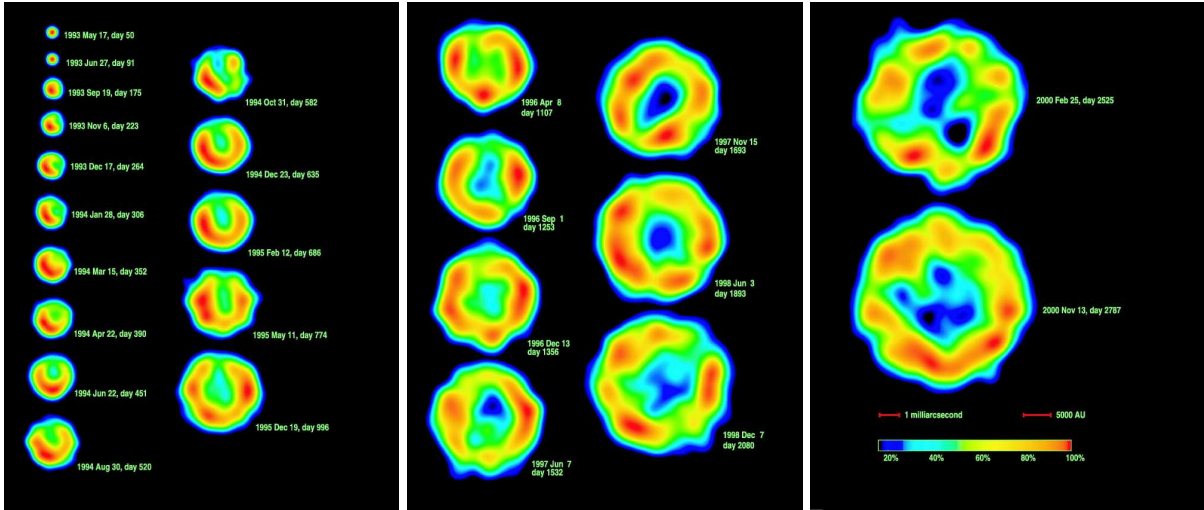 1993 May 17, day 50
1993 Jun 27, day 91
1993 Sep 19, day 175
1993 Nov 6, day 223
1993 Dec 17, day 264
1994 Jan 28, day 306
1994 Mar 15, day 352
1994 Apr 22, day 390
1994 Jun 22, day 451
1994 Aug 30, day 520
1994 Oct 31, day 582
1994 Dec 23, day 635
1995 Feb 12, day 686
1995 May 11, day 774
1995 Dec 19, day 996
1996 Apr 8
day 1107
1996 Sep 1
day 1253
1996 Dec 13
day 1356
1997 Jun 7
day 1532
1997 Nov 15
day 1693
1998 Jun 3
day 1893
1998 Dec 7
day 2080
2000 Feb 25, day 2525
2000 Nov 13, day 2787
1 milliarcsecond
5000 AU
20% 40% 60% 80% 100%